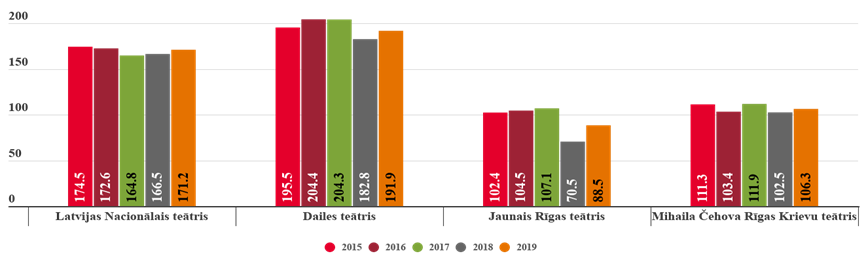 200
150
100
50
0
174.5 172.6 164.8 166.5 171.2 195.5 204.4 204.3 182.8 191.9 102.4 104.5 107.1 70.5 88.5 111.3 103.4 111.9 102.5 106.3
Latvijas Nacionālais teātris Dailes teātris Jaunais Rīgas teātris Mihaila Čehova Rīgas Krievu teātris
2015 2016 2017 2018 2019